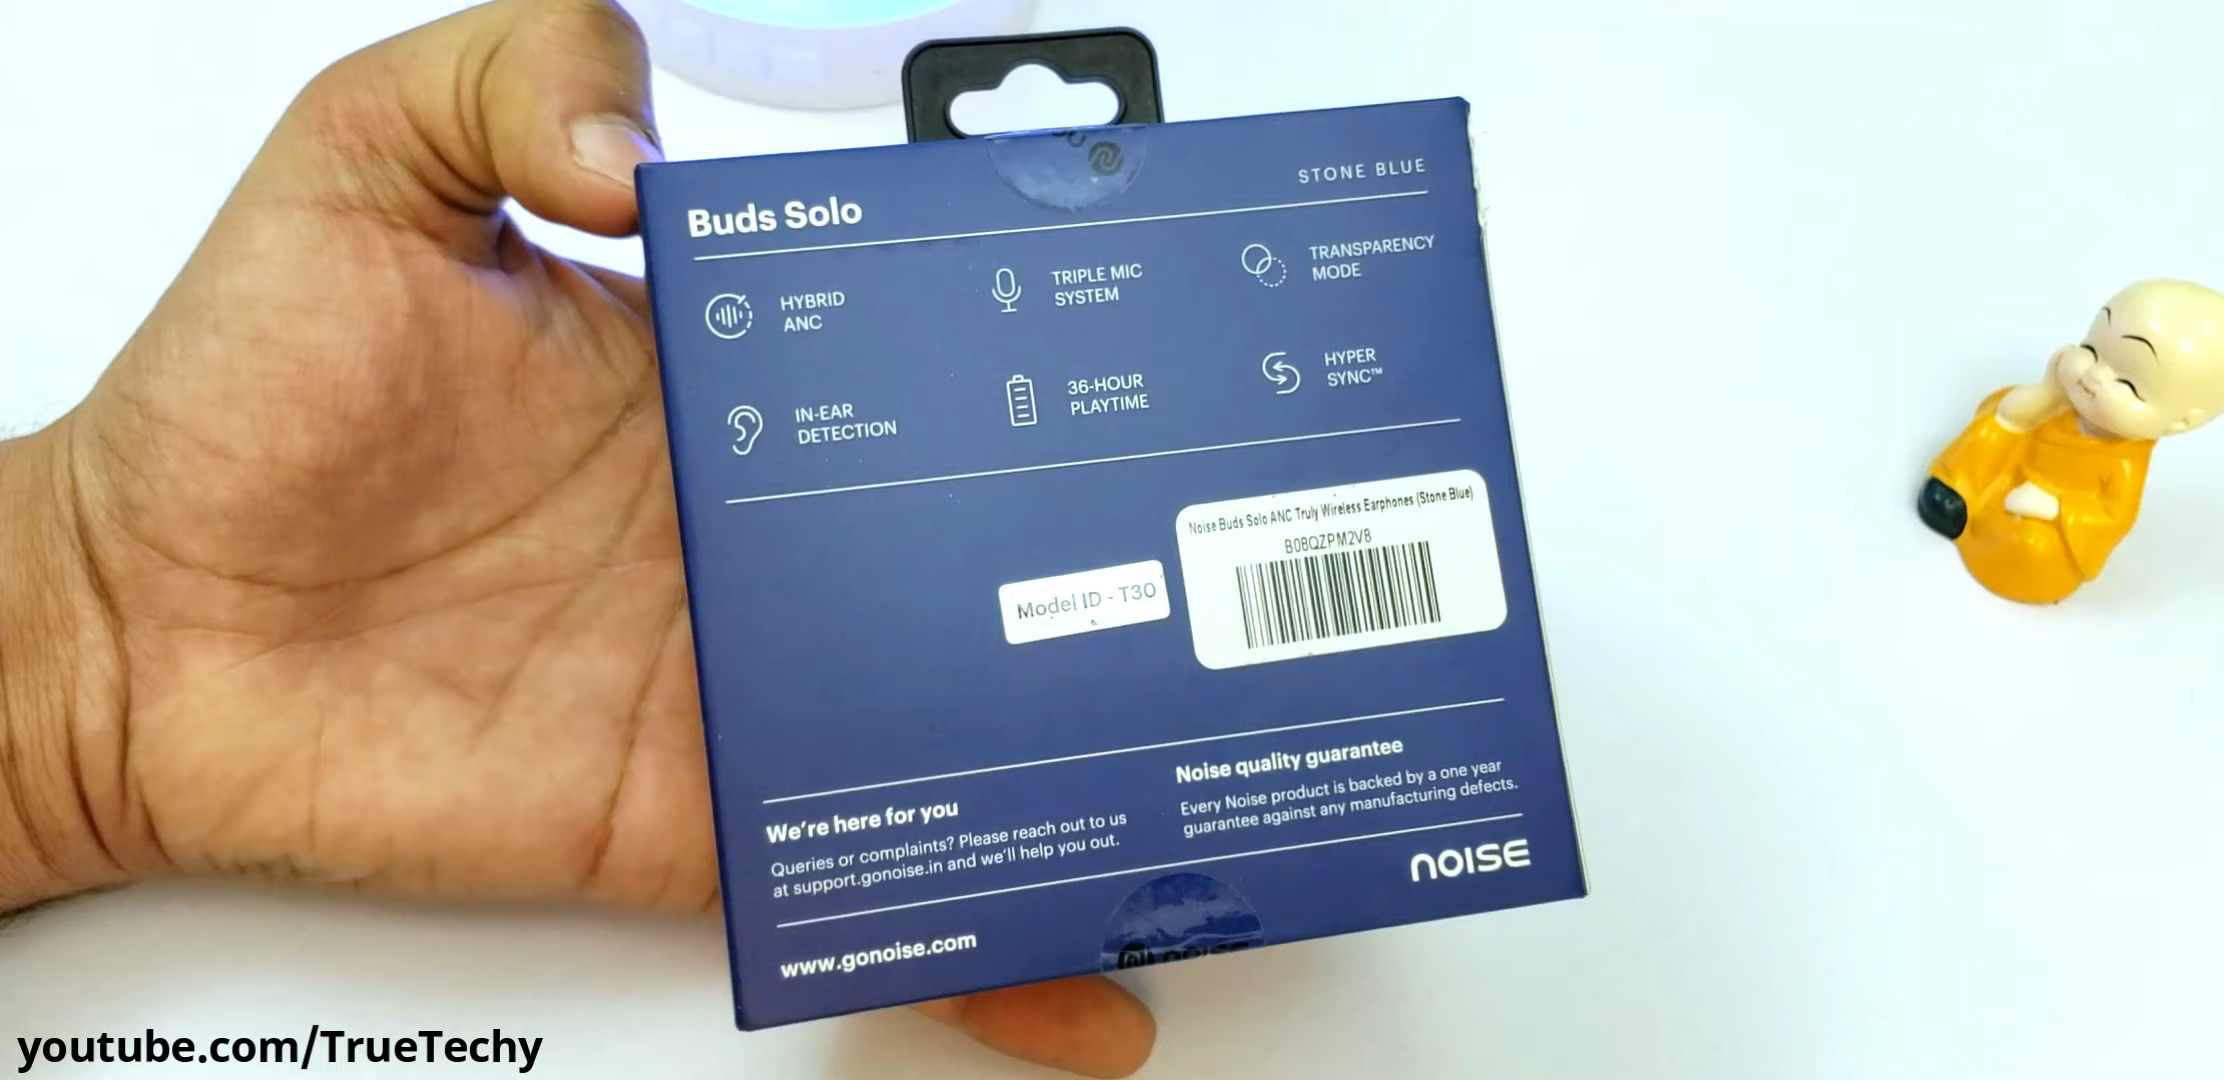 STONE BLUE
Buds Solo
HYBRID
ANC
TRIPLE MIC
SYSTEM
TRANSPARENCY
MODE
IN-EAR
DETECTION
36-HOUR
PLAYTIME
HYPER
SYNC™
Noise Buds Solo ANC Truly Wireless Earphones (Stone Blue)
B08QZPM2V8
Model ID - T30
We're here for you
Queries or complaints? Please reach out to us
at support.gonoise.in and we'll help you out.
Noise quality guarantee
Every Noise product is backed by a one year
guarantee against any manufacturing defects.
NOISE
www.gonoise.com
youtube.com/TrueTechy